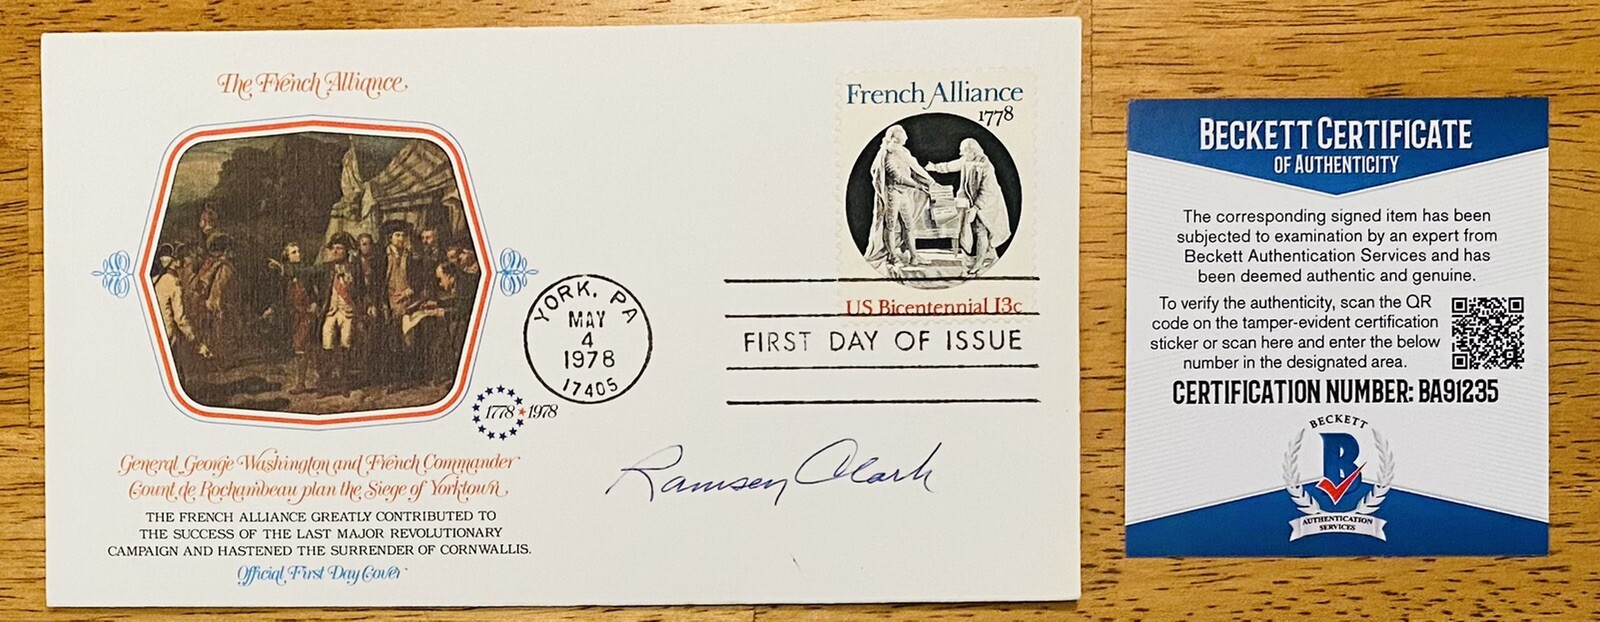 The French Alliance
French Alliance
1778
US Bicentennial 13c
YORK, PA
MAY
4
1978
17405
FIRST DAY OF ISSUE
1778 ★ 1978
General George Washington and French Commander
Count de Rochambeau plan the Siege of Yorktown
THE FRENCH ALLIANCE GREATLY CONTRIBUTED TO
THE SUCCESS OF THE LAST MAJOR REVOLUTIONARY
CAMPAIGN AND HASTENED THE SURRENDER OF CORNWALLIS.
Official First Day Cover
Ramsey Clark
BECKETT CERTIFICATE
OF AUTHENTICITY
The corresponding signed item has been
subjected to examination by an expert from
Beckett Authentication Services and has
been deemed authentic and genuine.
To verify the authenticity, scan the QR
code on the tamper-evident certification
sticker or scan here and enter the below
number in the designated area.
CERTIFICATION NUMBER: BA91235
BECKETT
B
AUTHENTICATION
SERVICES